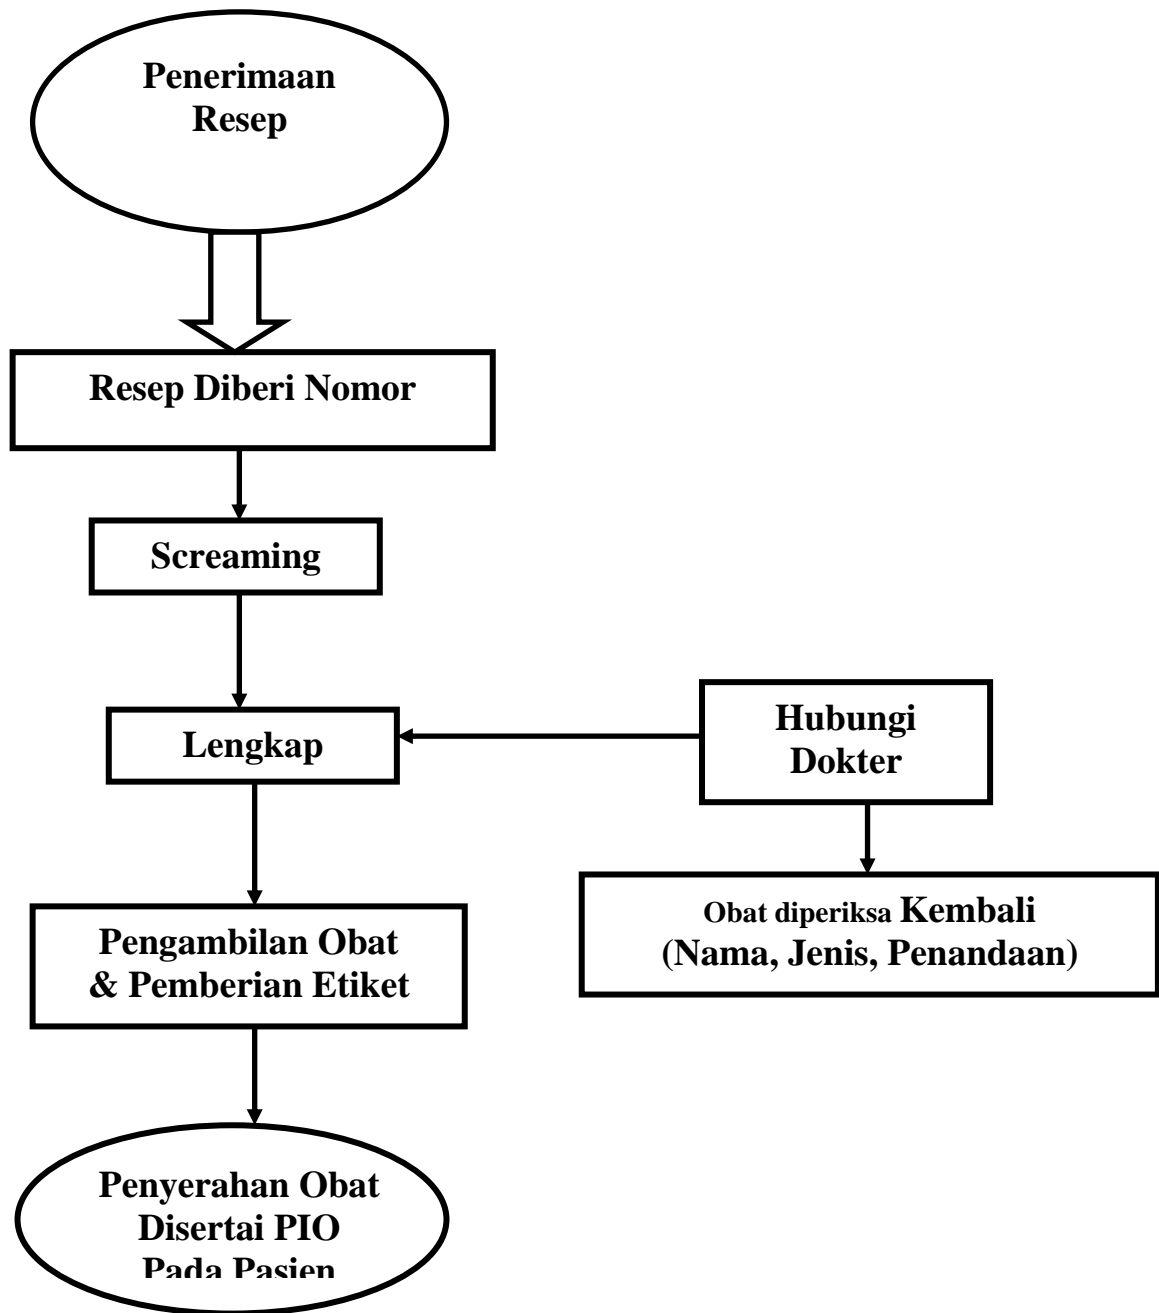 Penerimaan
Resep
Resep Diberi Nomor
Screaming
Lengkap
Hubungi
Dokter
Obat diperiksa Kembali
(Nama, Jenis, Penandaan)
Pengambilan Obat
& Pemberian Etiket
Penyerahan Obat
Disertai PIO
Pada Pasien